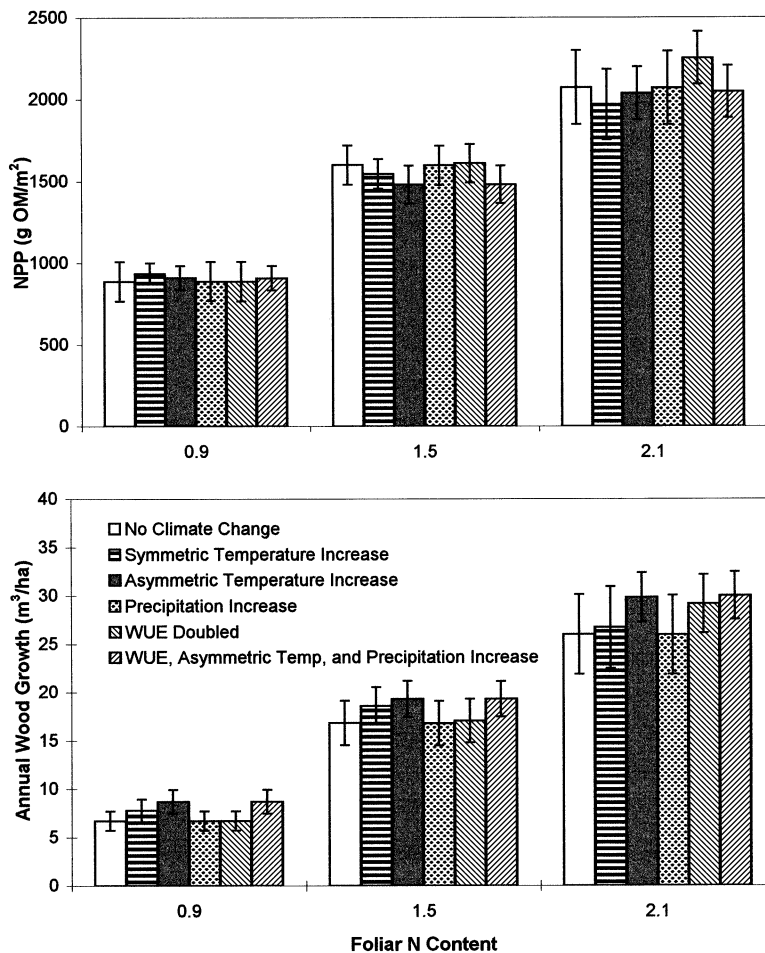 2500
2000
1500
1000
500
0
NPP (g OM/m²)
0.9 1.5 2.1
40
35
30
25
20
15
10
5
0
Annual Wood Growth (m³/ha)
No Climate Change
Symmetric Temperature Increase
Asymmetric Temperature Increase
Precipitation Increase
WUE Doubled
WUE, Asymmetric Temp, and Precipitation Increase
0.9 1.5 2.1
Foliar N Content